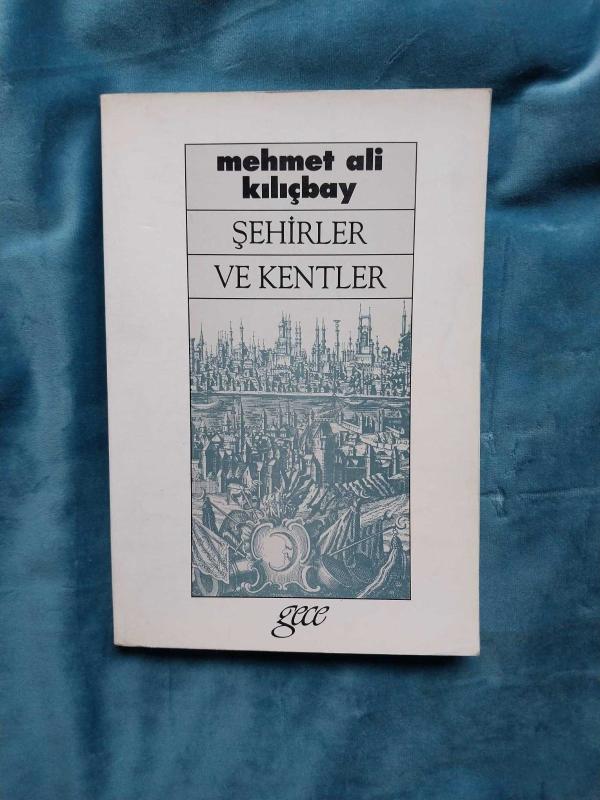 mehmet ali
kılıçbay
ŞEHİRLER
VE KENTLER
gece